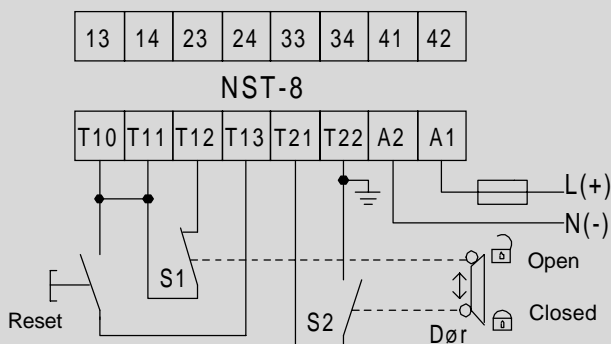 13 14 23 24 33 34 41 42
NST-8
T10 T11 T12 T13 T21 T22 A2 A1
L(+)
N(-)
S1
Open
Reset
S2
Closed
Dør